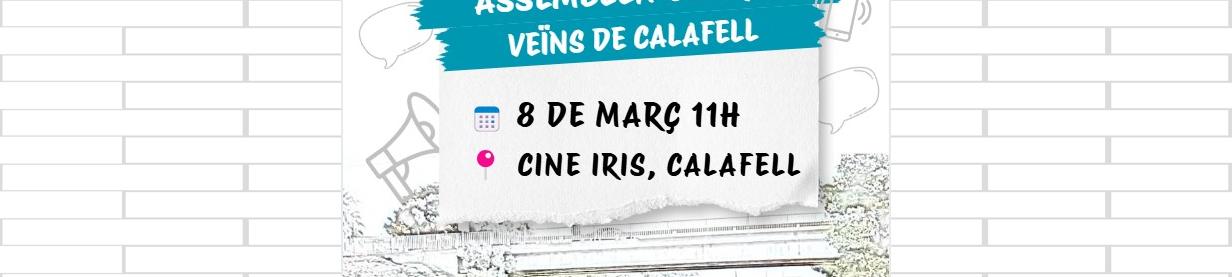 VEÏNS DE CALAFELL
8 DE MARÇ 11H
CINE IRIS, CALAFELL